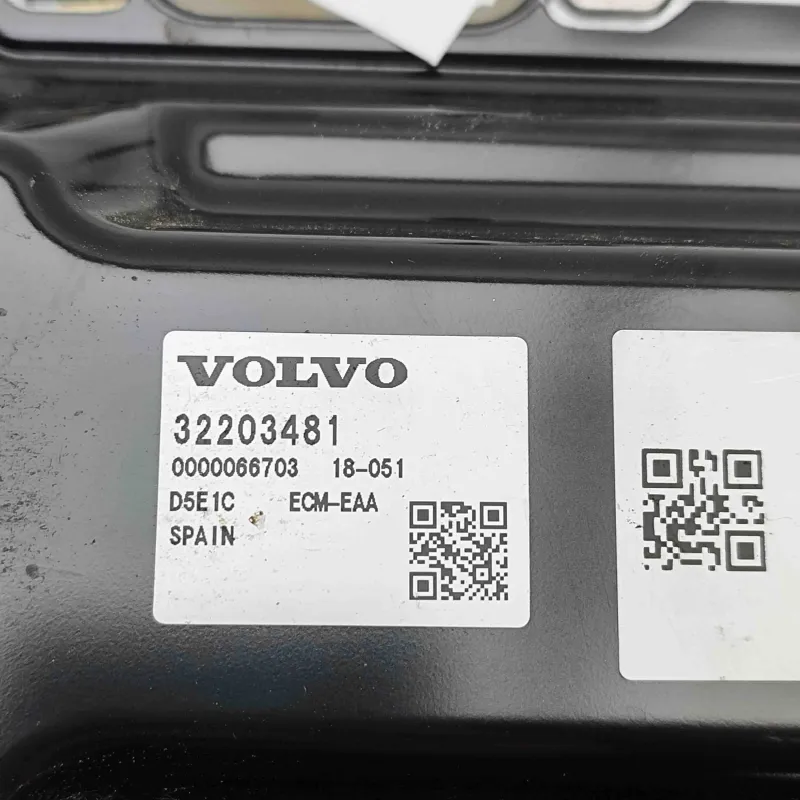 VOLVO
32203481
0000066703 18-051
D5E1C ECM-EAA
SPAIN